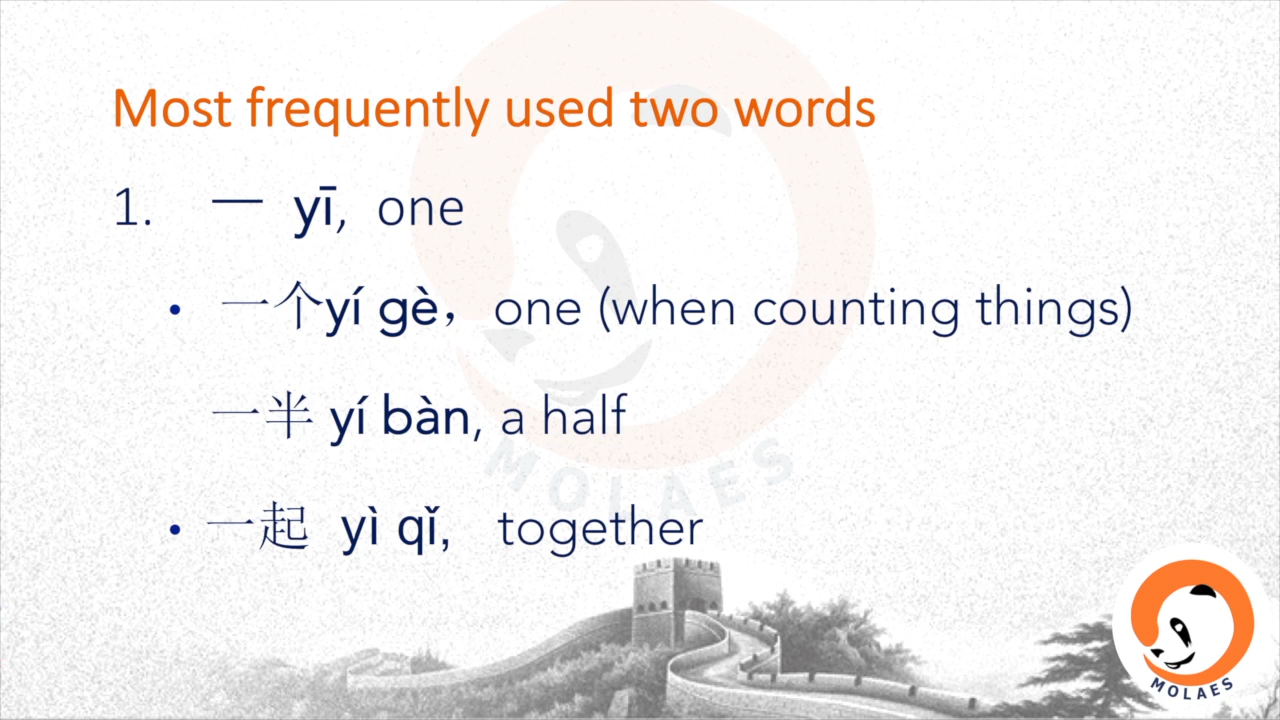 Most frequently used two words
1. 一 yī, one
• 一个yí gè， one (when counting things)
一半 yí bàn, a half
• 一起 yì qǐ, together
MOLAES
MOLAES